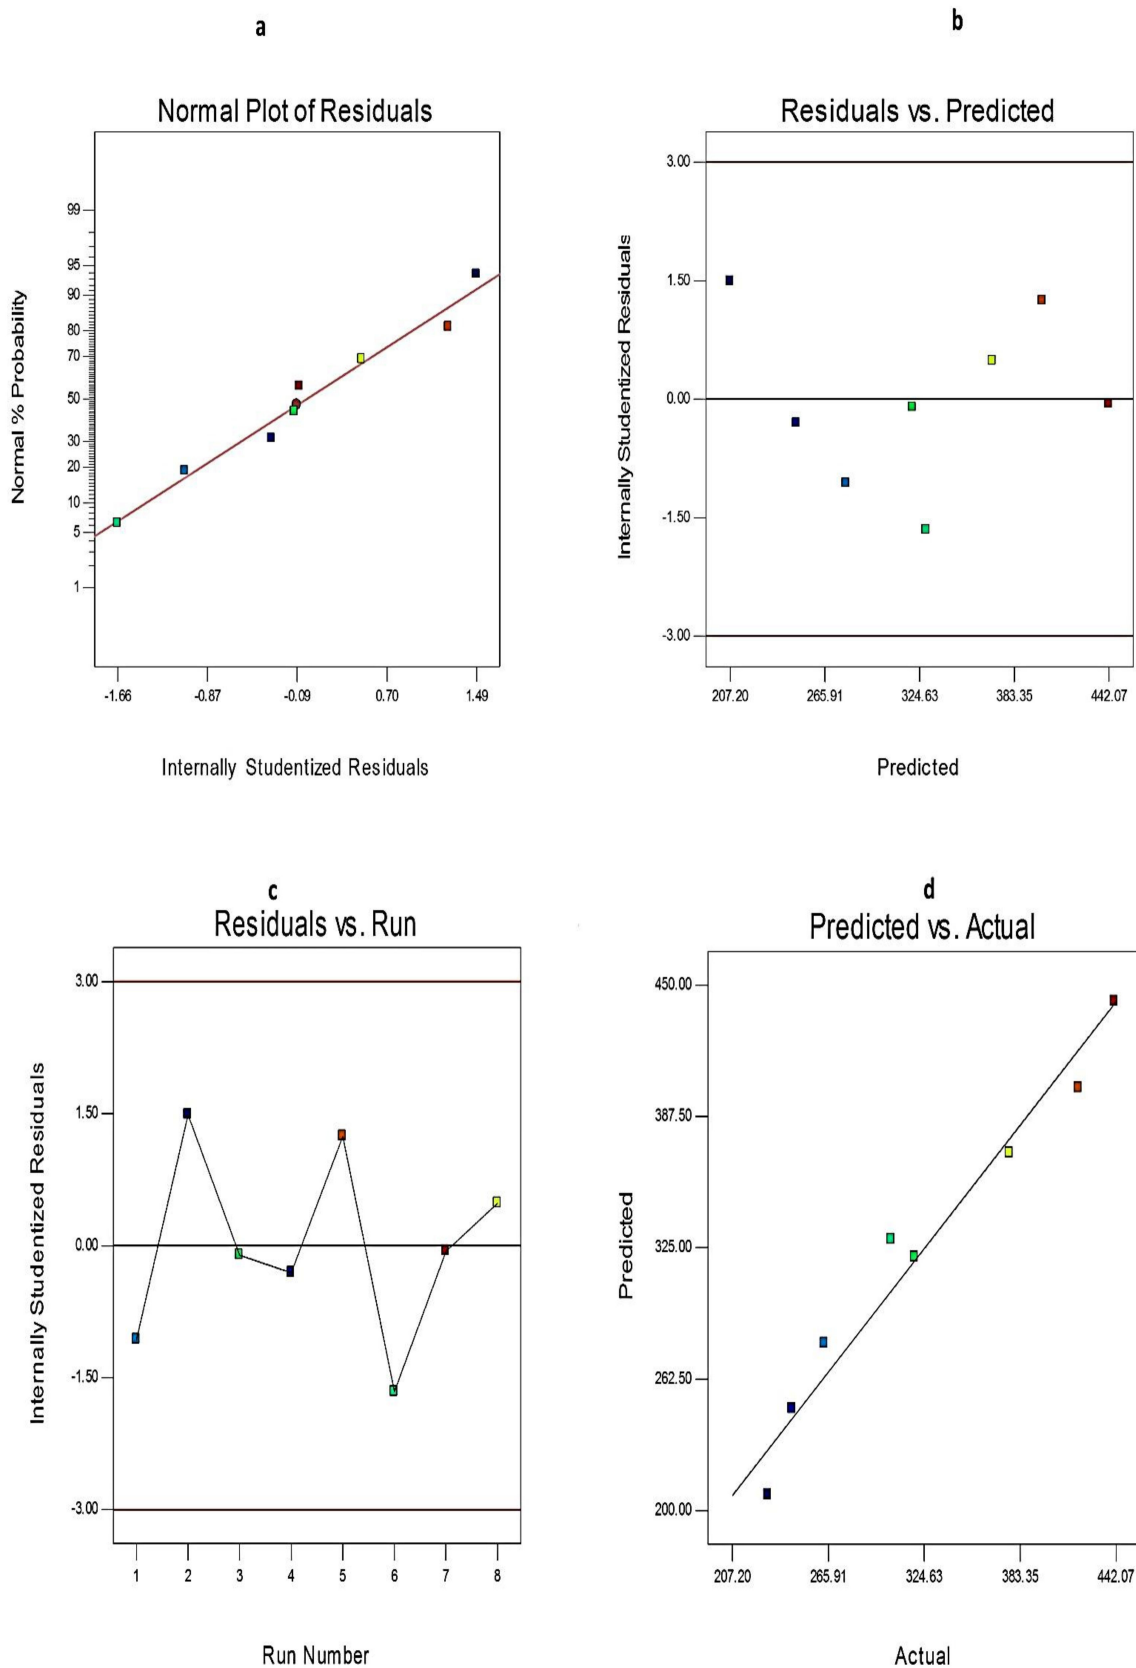 a
Normal Plot of Residuals
Normal % Probability
99
95
90
80
70
50
30
20
10
5
1
-1.66 -0.87 -0.09 0.70 1.49
Internally Studentized Residuals
b
Residuals vs. Predicted
Internally Studentized Residuals
3.00
1.50
0.00
-1.50
-3.00
207.20 265.91 324.63 383.35 442.07
Predicted
c
Residuals vs. Run
Internally Studentized Residuals
3.00
1.50
0.00
-1.50
-3.00
1 2 3 4 5 6 7 8
Run Number
d
Predicted vs. Actual
Predicted
450.00
387.50
325.00
262.50
200.00
207.20 265.91 324.63 383.35 442.07
Actual